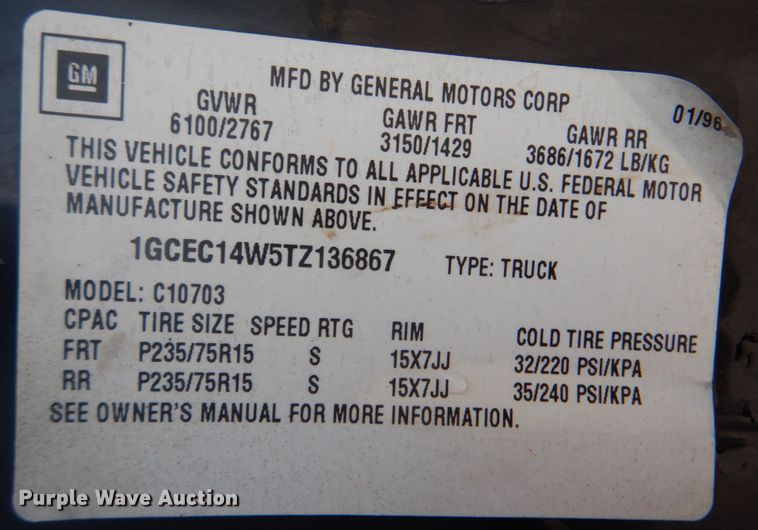 GM
MFD BY GENERAL MOTORS CORP
01/96
GVWR GAWR FRT GAWR RR
6100/2767 3150/1429 3686/1672 LB/KG
THIS VEHICLE CONFORMS TO ALL APPLICABLE U.S. FEDERAL MOTOR
VEHICLE SAFETY STANDARDS IN EFFECT ON THE DATE OF
MANUFACTURE SHOWN ABOVE.
1GCEC14W5TZ136867 TYPE: TRUCK
MODEL: C10703
CPAC TIRE SIZE SPEED RTG RIM COLD TIRE PRESSURE
FRT P235/75R15 S 15X7JJ 32/220 PSI/KPA
RR P235/75R15 S 15X7JJ 35/240 PSI/KPA
SEE OWNER'S MANUAL FOR MORE INFORMATION.
Purple Wave Auction